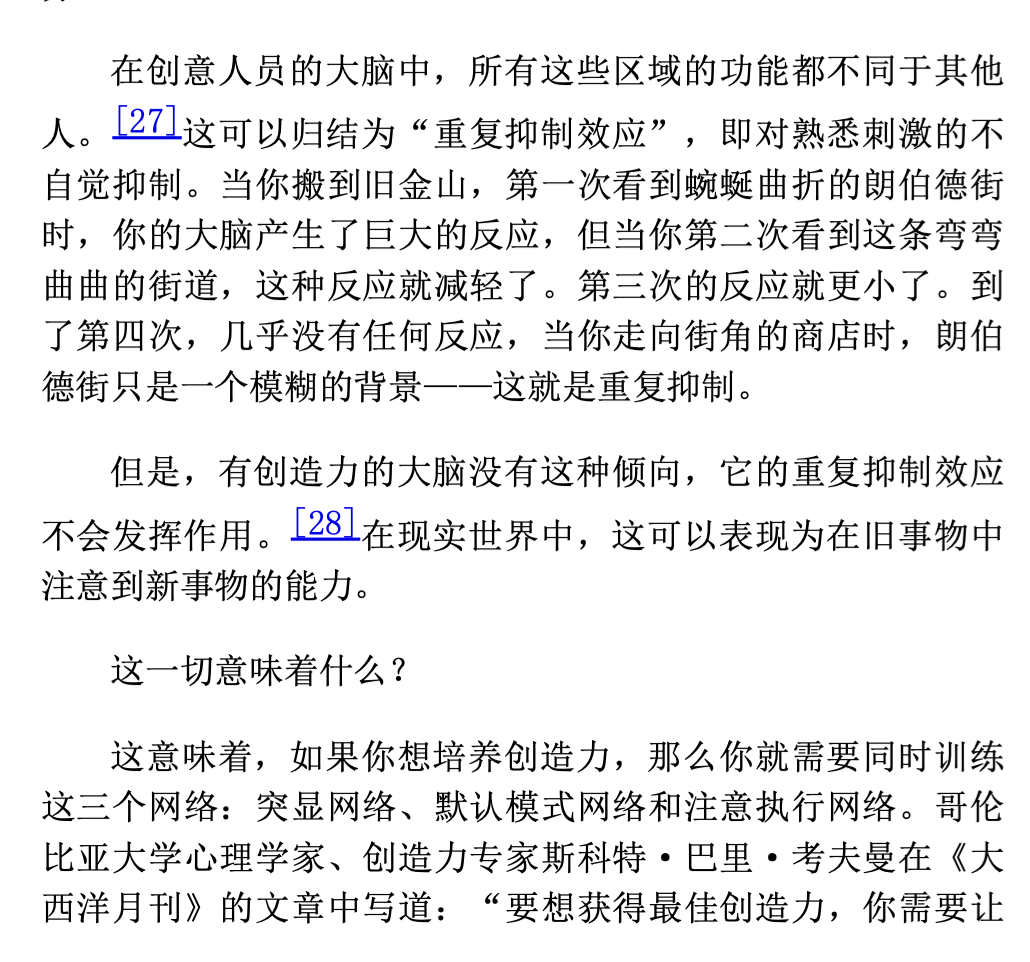 在创意人员的大脑中，所有这些区域的功能都不同于其他
人。[27]这可以归结为“重复抑制效应”，即对熟悉刺激的不
自觉抑制。当你搬到旧金山，第一次看到蜿蜒曲折的朗伯德街
时，你的大脑产生了巨大的反应，但当你第二次看到这条弯弯
曲曲的街道，这种反应就减轻了。第三次的反应就更小了。到
了第四次，几乎没有任何反应，当你走向街角的商店时，朗伯
德街只是一个模糊的背景——这就是重复抑制。
但是，有创造力的大脑没有这种倾向，它的重复抑制效应
不会发挥作用。[28]在现实世界中，这可以表现为在旧事物中
注意到新事物的能力。
这一切意味着什么？
这意味着，如果你想培养创造力，那么你就需要同时训练
这三个网络：突显网络、默认模式网络和注意执行网络。哥伦
比亚大学心理学家、创造力专家斯科特·巴里·考夫曼在《大
西洋月刊》的文章中写道：“要想获得最佳创造力，你需要让